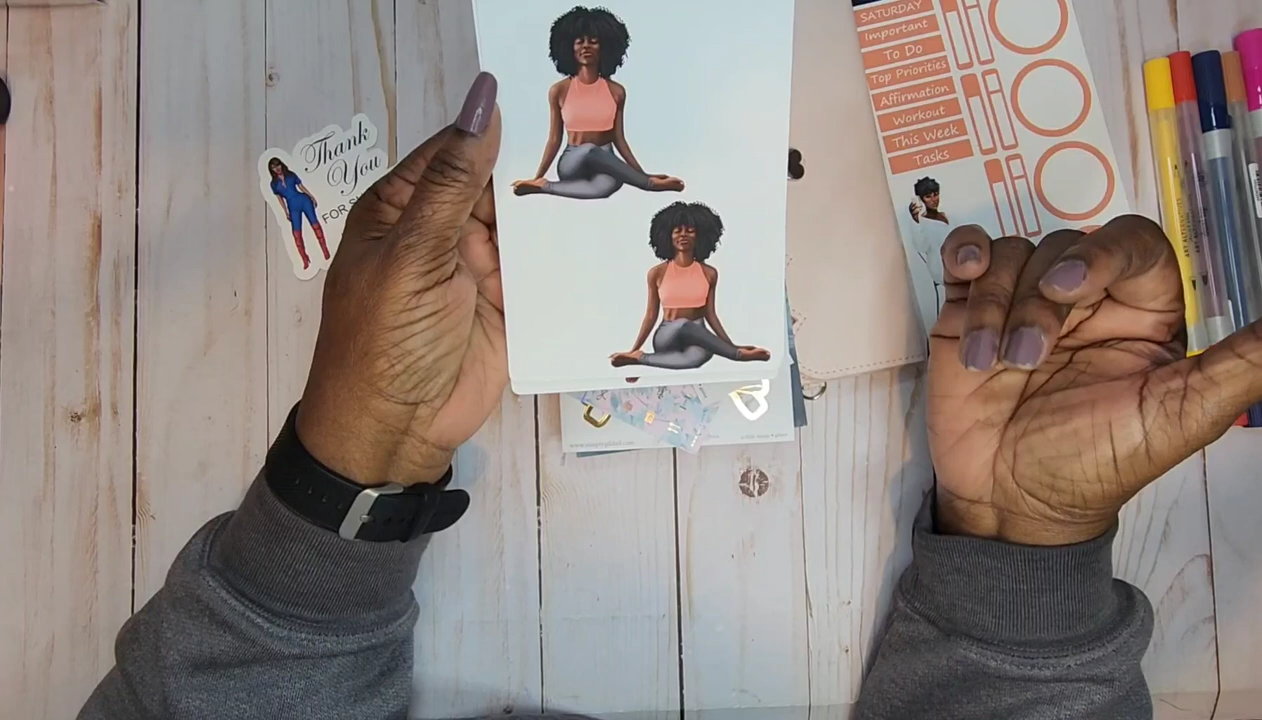 Thank
You
FOR
SATURDAY
Important
To Do
Top Priorities
Affirmation
Workout
This Week
Tasks